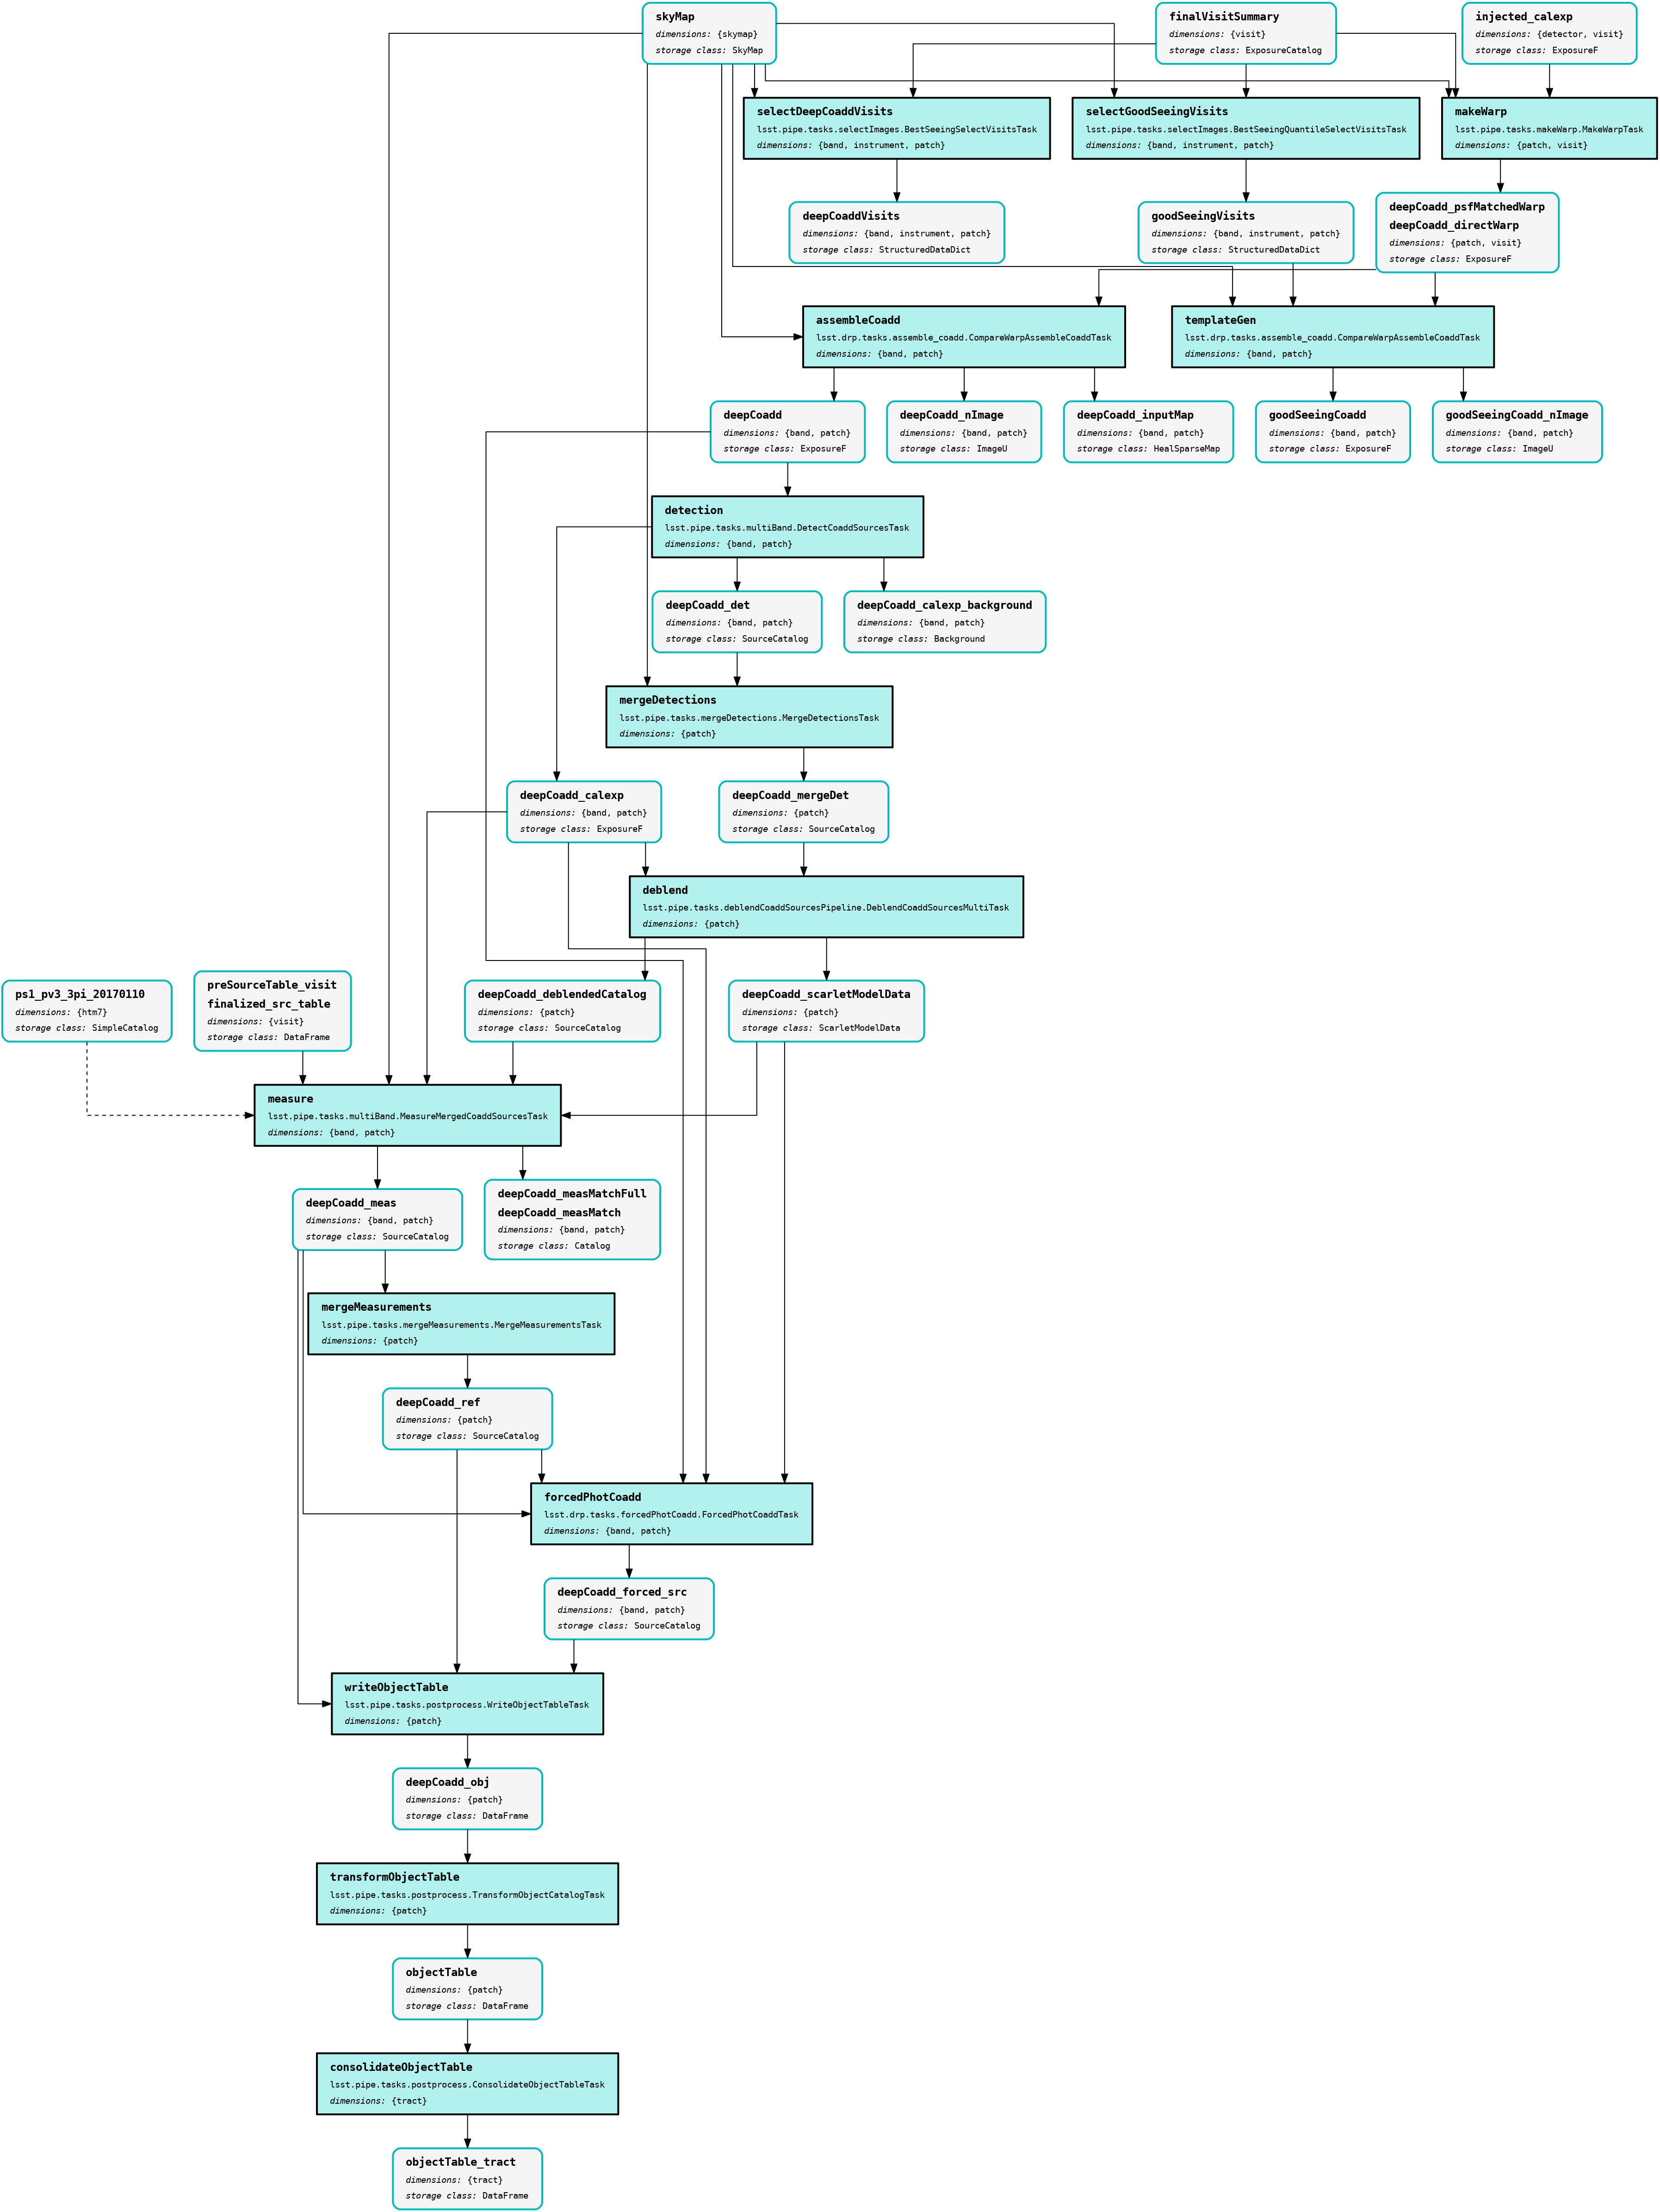 skyMap
dimensions: {skymap}
storage class: SkyMap
finalVisitSummary
dimensions: {visit}
storage class: ExposureCatalog
injected_calexp
dimensions: {detector, visit}
storage class: ExposureF
selectDeepCoaddVisits
lsst.pipe.tasks.selectImages.BestSeeingSelectVisitsTask
dimensions: {band, instrument, patch}
selectGoodSeeingVisits
lsst.pipe.tasks.selectImages.BestSeeingQuantileSelectVisitsTask
dimensions: {band, instrument, patch}
makeWarp
lsst.pipe.tasks.makeWarp.MakeWarpTask
dimensions: {patch, visit}
deepCoaddVisits
dimensions: {band, instrument, patch}
storage class: StructuredDataDict
goodSeeingVisits
dimensions: {band, instrument, patch}
storage class: StructuredDataDict
deepCoadd_psfMatchedWarp
deepCoadd_directWarp
dimensions: {patch, visit}
storage class: ExposureF
assembleCoadd
lsst.drp.tasks.assemble_coadd.CompareWarpAssembleCoaddTask
dimensions: {band, patch}
templateGen
lsst.drp.tasks.assemble_coadd.CompareWarpAssembleCoaddTask
dimensions: {band, patch}
deepCoadd
dimensions: {band, patch}
storage class: ExposureF
deepCoadd_nImage
dimensions: {band, patch}
storage class: ImageU
deepCoadd_inputMap
dimensions: {band, patch}
storage class: HealSparseMap
goodSeeingCoadd
dimensions: {band, patch}
storage class: ExposureF
goodSeeingCoadd_nImage
dimensions: {band, patch}
storage class: ImageU
detection
lsst.pipe.tasks.multiBand.DetectCoaddSourcesTask
dimensions: {band, patch}
deepCoadd_det
dimensions: {band, patch}
storage class: SourceCatalog
deepCoadd_calexp_background
dimensions: {band, patch}
storage class: Background
mergeDetections
lsst.pipe.tasks.mergeDetections.MergeDetectionsTask
dimensions: {patch}
deepCoadd_calexp
dimensions: {band, patch}
storage class: ExposureF
deepCoadd_mergeDet
dimensions: {patch}
storage class: SourceCatalog
deblend
lsst.pipe.tasks.deblendCoaddSourcesPipeline.DeblendCoaddSourcesMultiTask
dimensions: {patch}
ps1_pv3_3pi_20170110
dimensions: {htm7}
storage class: SimpleCatalog
preSourceTable_visit
finalized_src_table
dimensions: {visit}
storage class: DataFrame
deepCoadd_deblendedCatalog
dimensions: {patch}
storage class: SourceCatalog
deepCoadd_scarletModelData
dimensions: {patch}
storage class: ScarletModelData
measure
lsst.pipe.tasks.multiBand.MeasureMergedCoaddSourcesTask
dimensions: {band, patch}
deepCoadd_meas
dimensions: {band, patch}
storage class: SourceCatalog
deepCoadd_measMatchFull
deepCoadd_measMatch
dimensions: {band, patch}
storage class: Catalog
mergeMeasurements
lsst.pipe.tasks.mergeMeasurements.MergeMeasurementsTask
dimensions: {patch}
deepCoadd_ref
dimensions: {patch}
storage class: SourceCatalog
forcedPhotCoadd
lsst.drp.tasks.forcedPhotCoadd.ForcedPhotCoaddTask
dimensions: {band, patch}
deepCoadd_forced_src
dimensions: {band, patch}
storage class: SourceCatalog
writeObjectTable
lsst.pipe.tasks.postprocess.WriteObjectTableTask
dimensions: {patch}
deepCoadd_obj
dimensions: {patch}
storage class: DataFrame
transformObjectTable
lsst.pipe.tasks.postprocess.TransformObjectCatalogTask
dimensions: {patch}
objectTable
dimensions: {patch}
storage class: DataFrame
consolidateObjectTable
lsst.pipe.tasks.postprocess.ConsolidateObjectTableTask
dimensions: {tract}
objectTable_tract
dimensions: {tract}
storage class: DataFrame